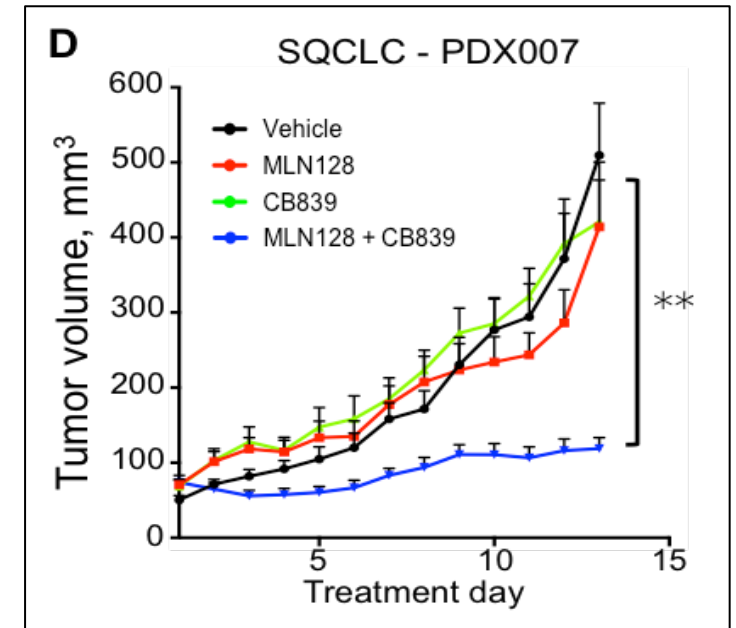 D
SQCLC - PDX007
600
500
400
300
200
100
0
Tumor volume, mm³
Vehicle
MLN128
CB839
MLN128 + CB839
**
5
10
15
Treatment day